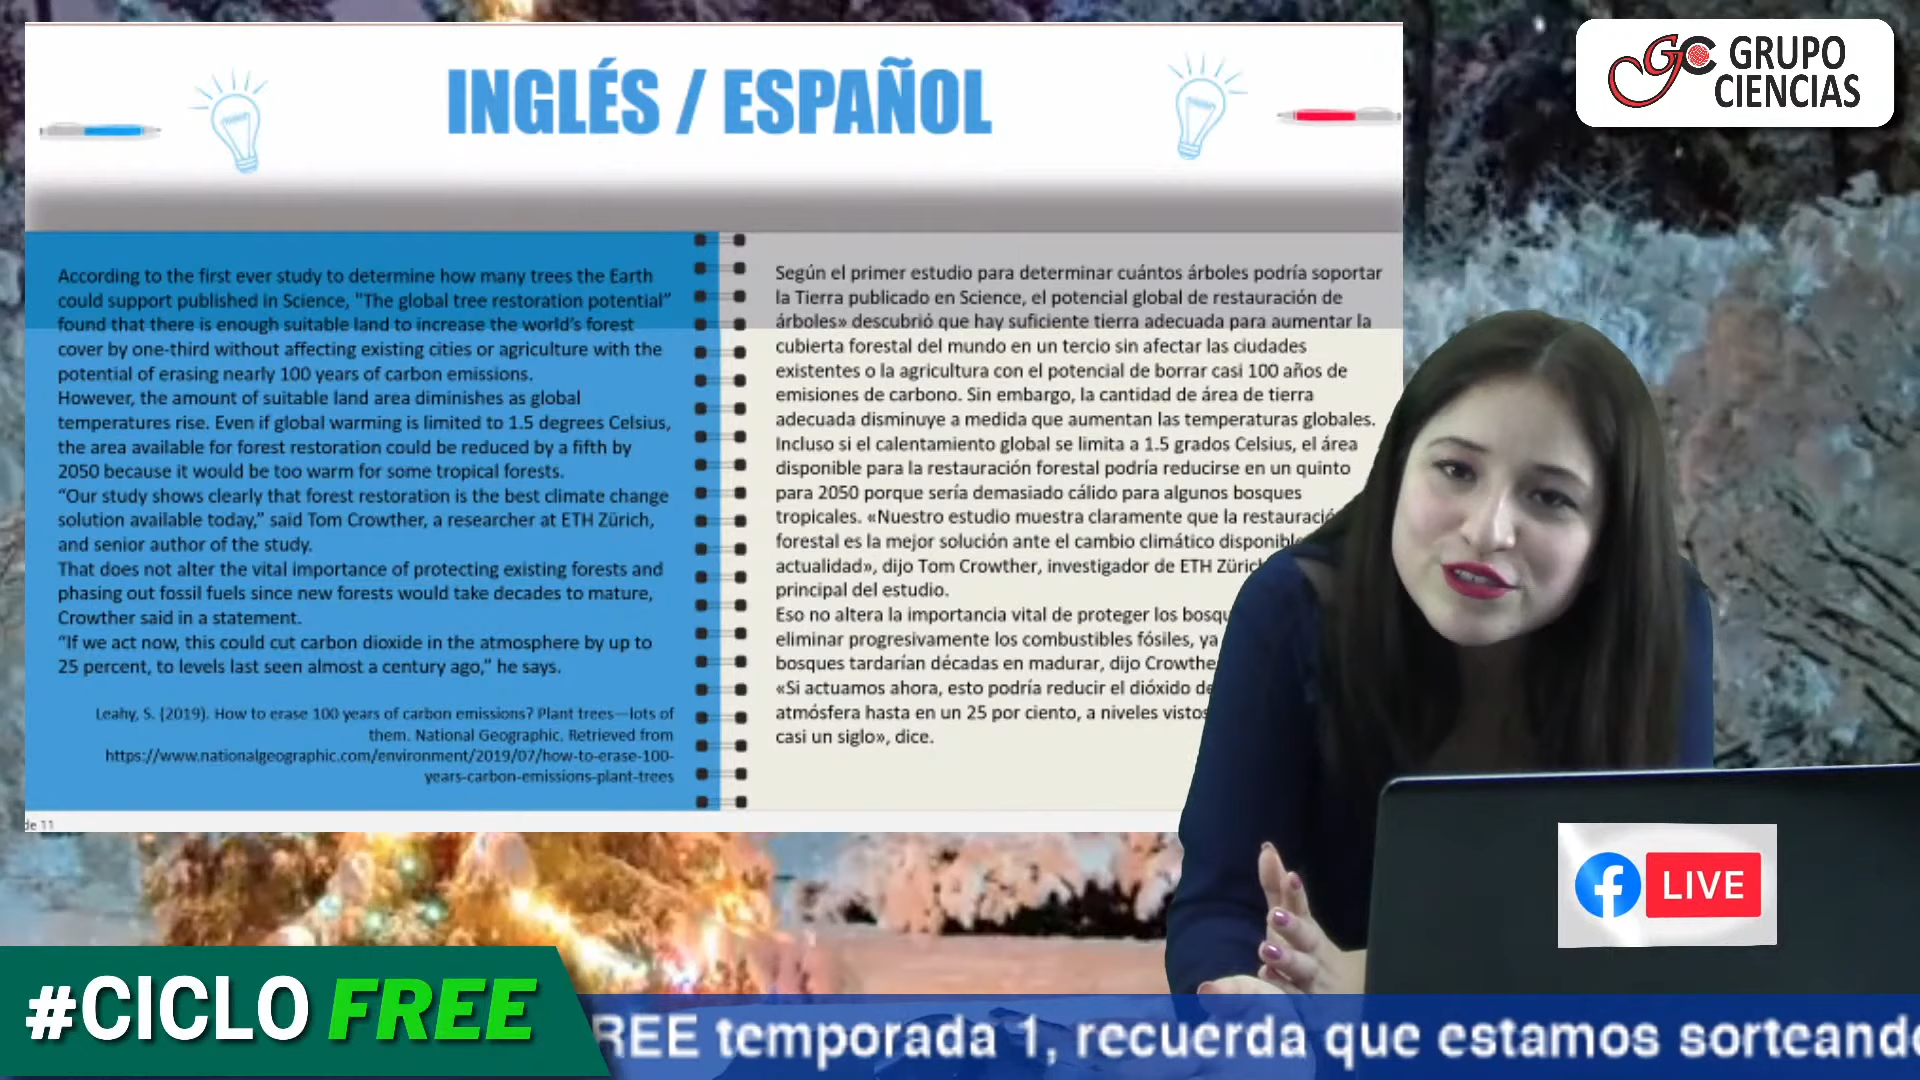 INGLÉS / ESPAÑOL
GRUPO
CIENCIAS
According to the first ever study to determine how many trees the Earth
could support published in Science, "The global tree restoration potential”
found that there is enough suitable land to increase the world’s forest
cover by one-third without affecting existing cities or agriculture with the
potential of erasing nearly 100 years of carbon emissions.
However, the amount of suitable land area diminishes as global
temperatures rise. Even if global warming is limited to 1.5 degrees Celsius,
the area available for forest restoration could be reduced by a fifth by
2050 because it would be too warm for some tropical forests.
“Our study shows clearly that forest restoration is the best climate change
solution available today,” said Tom Crowther, a researcher at ETH Zürich,
and senior author of the study.
That does not alter the vital importance of protecting existing forests and
phasing out fossil fuels since new forests would take decades to mature,
Crowther said in a statement.
“If we act now, this could cut carbon dioxide in the atmosphere by up to
25 percent, to levels last seen almost a century ago,” he says.
Leahy, S. (2019). How to erase 100 years of carbon emissions? Plant trees—lots of
them. National Geographic. Retrieved from
https://www.nationalgeographic.com/environment/2019/07/how-to-erase-100-
years-carbon-emissions-plant-trees
Según el primer estudio para determinar cuántos árboles podría soportar
la Tierra publicado en Science, el potencial global de restauración de
árboles» descubrió que hay suficiente tierra adecuada para aumentar la
cubierta forestal del mundo en un tercio sin afectar las ciudades
existentes o la agricultura con el potencial de borrar casi 100 años de
emisiones de carbono. Sin embargo, la cantidad de área de tierra
adecuada disminuye a medida que aumentan las temperaturas globales.
Incluso si el calentamiento global se limita a 1.5 grados Celsius, el área
disponible para la restauración forestal podría reducirse en un quinto
para 2050 porque sería demasiado cálido para algunos bosques
tropicales. «Nuestro estudio muestra claramente que la restauració
forestal es la mejor solución ante el cambio climático disponible
actualidad», dijo Tom Crowther, investigador de ETH Züric
principal del estudio.
Eso no altera la importancia vital de proteger los bosqu
eliminar progresivamente los combustibles fósiles, ya
bosques tardarían décadas en madurar, dijo Crowthe
«Si actuamos ahora, esto podría reducir el dióxido de
atmósfera hasta en un 25 por ciento, a niveles vistos
casi un siglo», dice.
de 11
LIVE
#CICLO FREE
REE temporada 1, recuerda que estamos sorteando